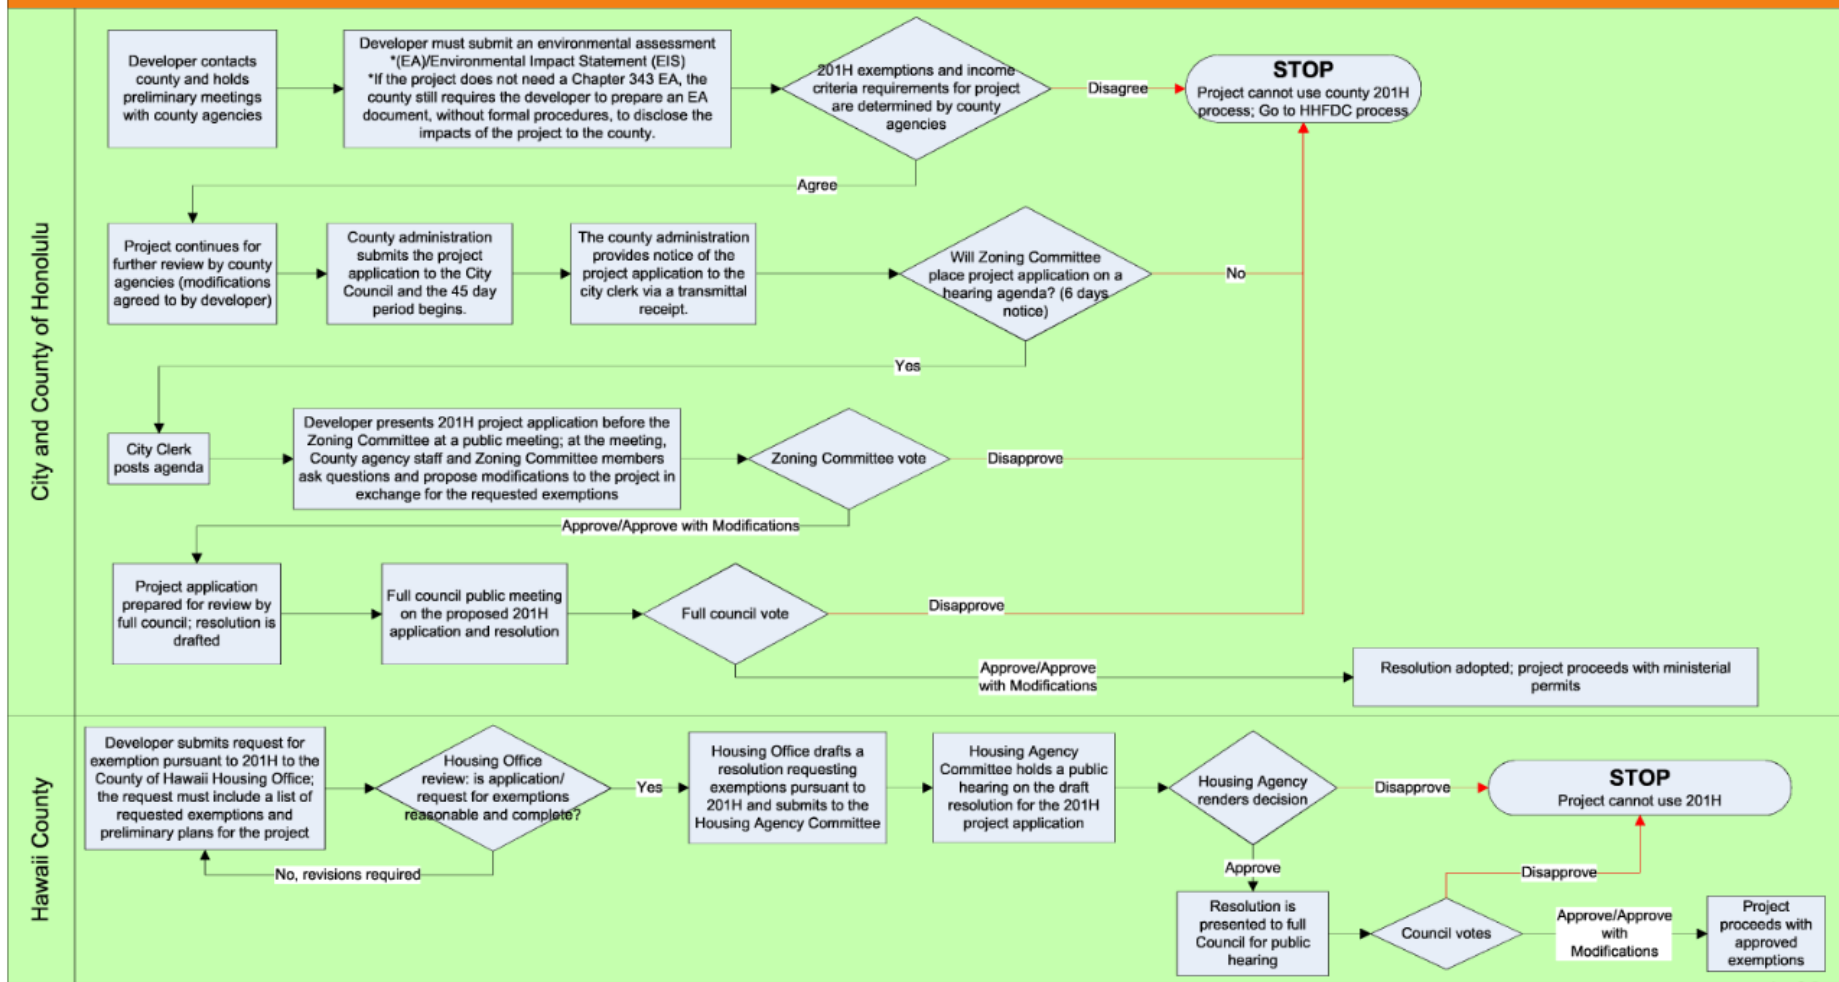 City and County of Honolulu
Developer contacts
county and holds
preliminary meetings
with county agencies
Developer must submit an environmental assessment
*(EA)/Environmental Impact Statement (EIS)
*If the project does not need a Chapter 343 EA, the
county still requires the developer to prepare an EA
document, without formal procedures, to disclose the
impacts of the project to the county.
201H exemptions and income
criteria requirements for project
are determined by county
agencies
Disagree
STOP
Project cannot use county 201H
process; Go to HHFDC process
Agree
Project continues for
further review by county
agencies (modifications
agreed to by developer)
County administration
submits the project
application to the City
Council and the 45 day
period begins.
The county administration
provides notice of the
project application to the
city clerk via a transmittal
receipt.
Will Zoning Committee
place project application on a
hearing agenda? (6 days
notice)
No
Yes
City Clerk
posts agenda
Developer presents 201H project application before the
Zoning Committee at a public meeting; at the meeting,
County agency staff and Zoning Committee members
ask questions and propose modifications to the project in
exchange for the requested exemptions
Zoning Committee vote
Disapprove
Approve/Approve with Modifications
Project application
prepared for review by
full council; resolution is
drafted
Full council public meeting
on the proposed 201H
application and resolution
Full council vote
Disapprove
Approve/Approve
with Modifications
Resolution adopted; project proceeds with ministerial
permits
Hawaii County
Developer submits request for
exemption pursuant to 201H to the
County of Hawaii Housing Office;
the request must include a list of
requested exemptions and
preliminary plans for the project
Housing Office
review: is application/
request for exemptions
reasonable and complete?
Yes
No, revisions required
Housing Office drafts a
resolution requesting
exemptions pursuant to
201H and submits to the
Housing Agency Committee
Housing Agency
Committee holds a public
hearing on the draft
resolution for the 201H
project application
Housing Agency
renders decision
Disapprove
STOP
Project cannot use 201H
Approve
Resolution is
presented to full
Council for public
hearing
Council votes
Disapprove
Approve/Approve
with
Modifications
Project
proceeds with
approved
exemptions